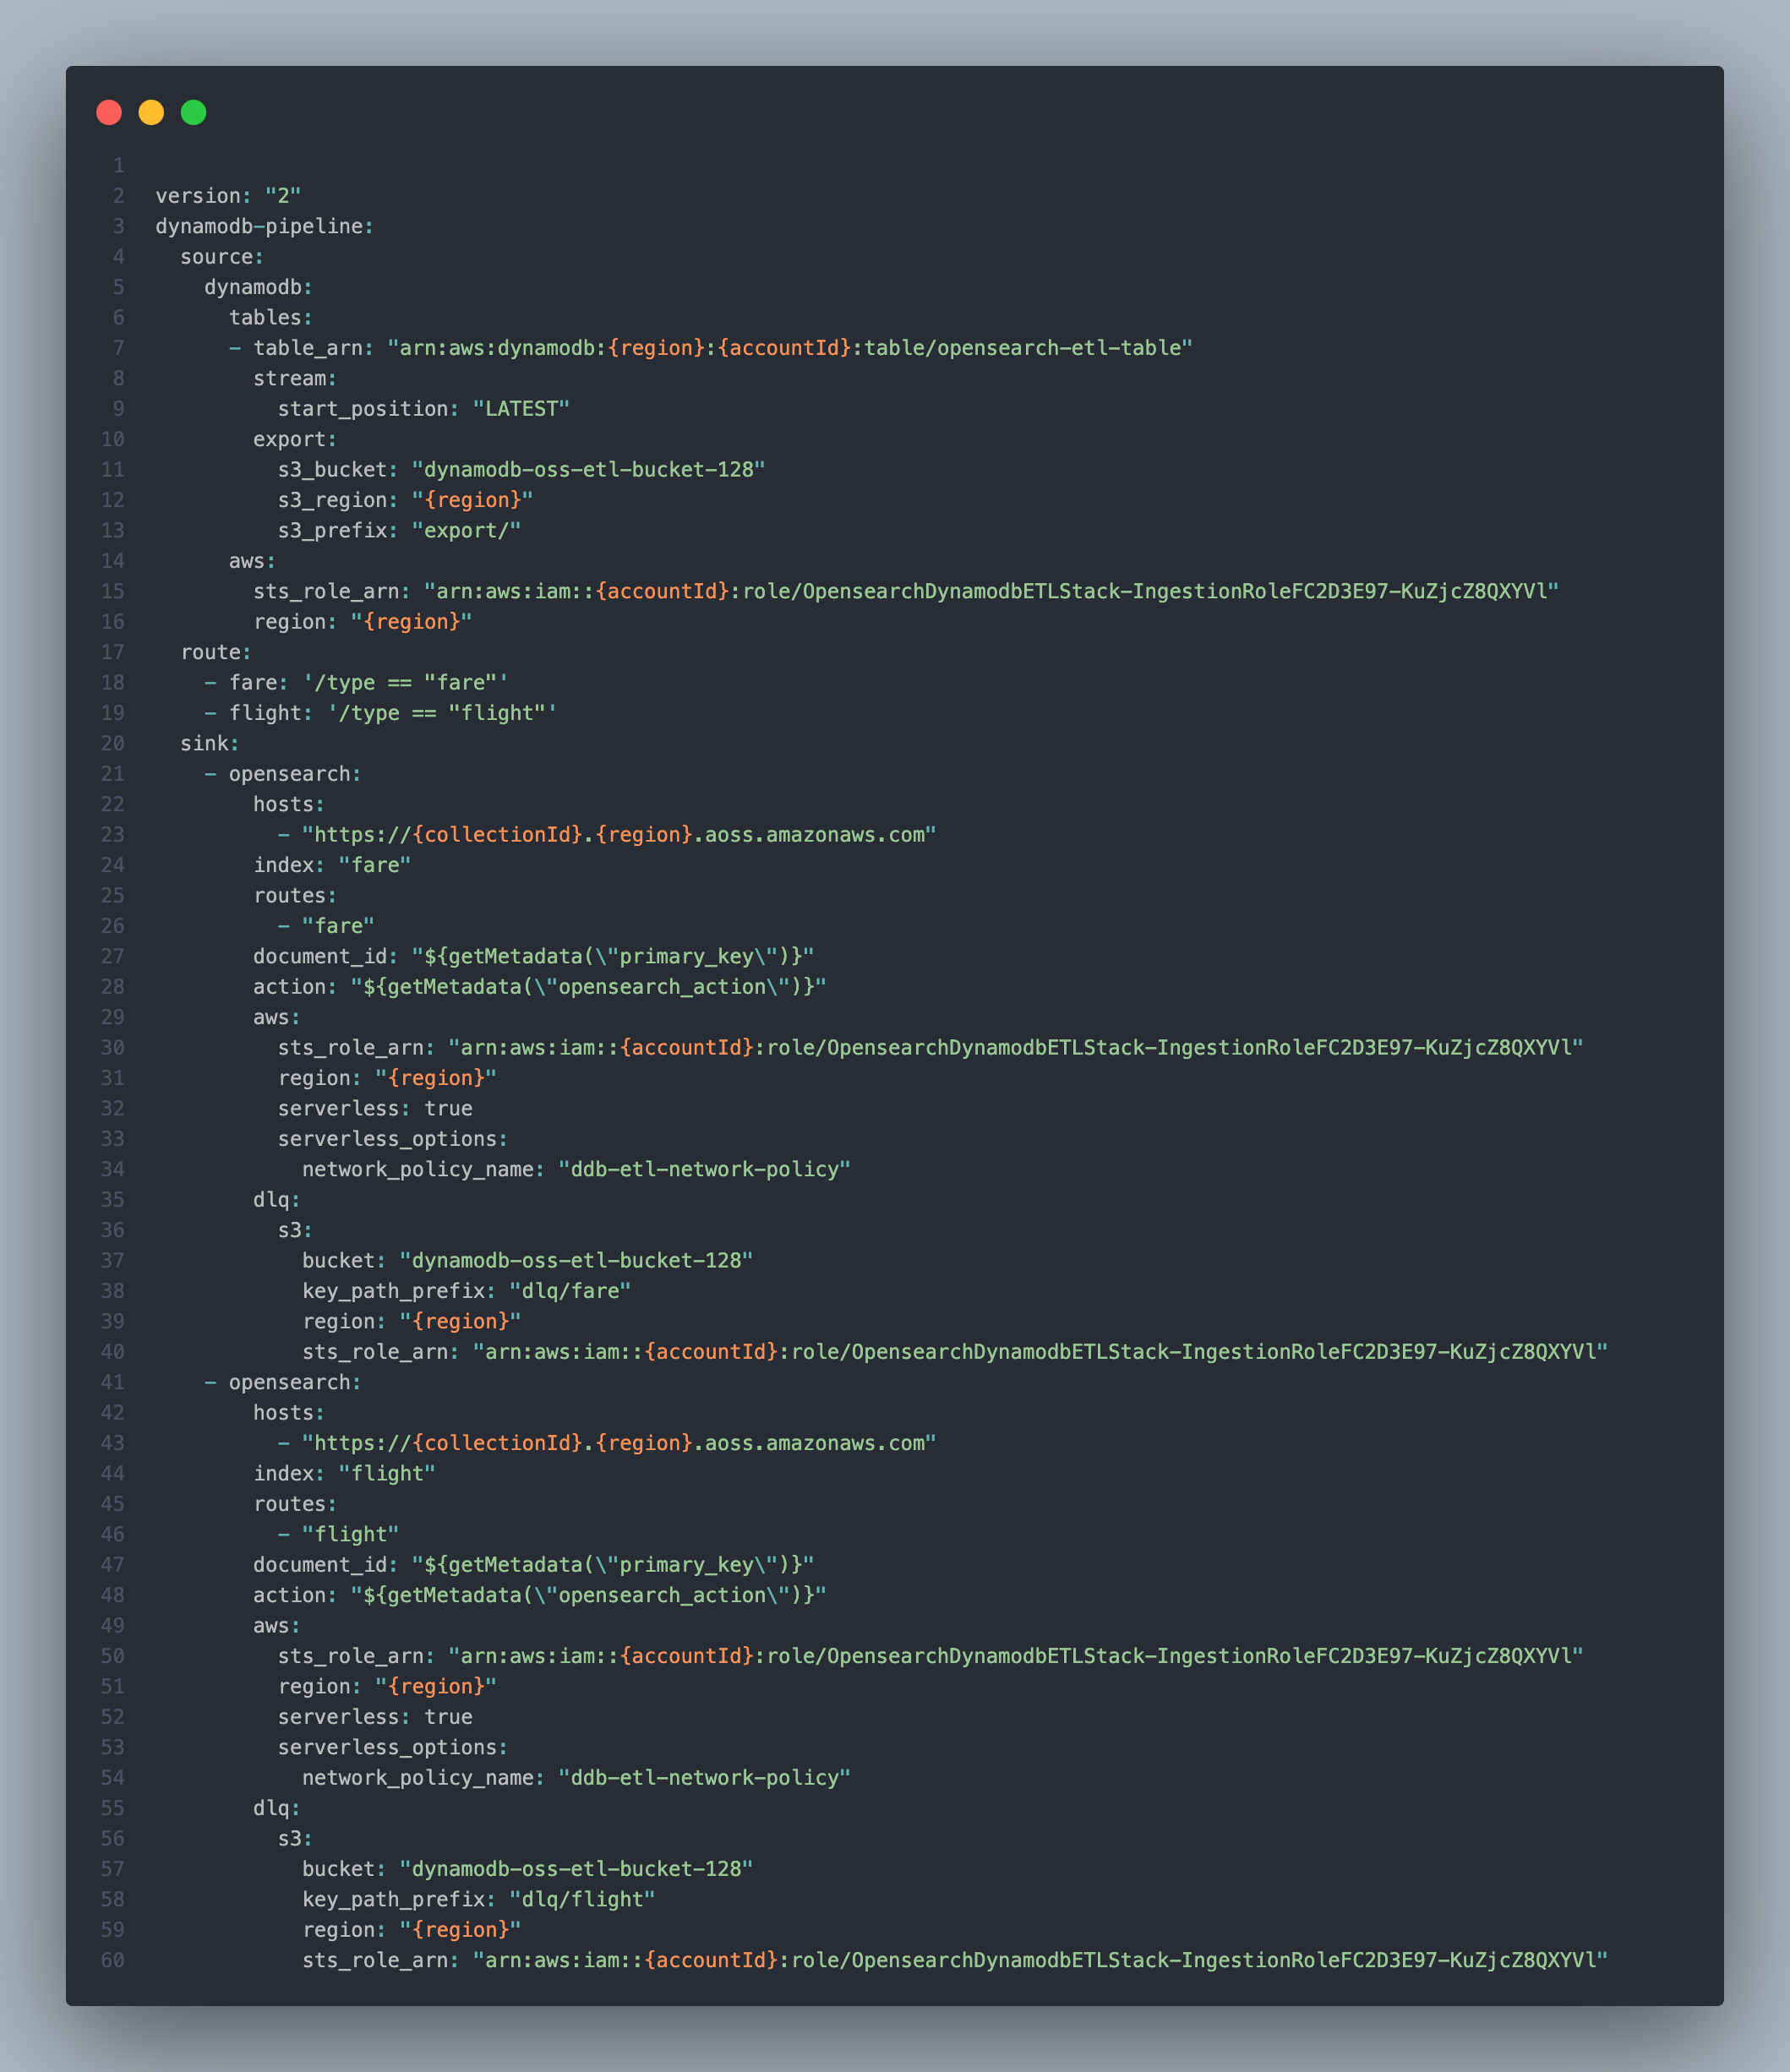 1
2 version: "2"
3 dynamodb-pipeline:
4   source:
5     dynamodb:
6       tables:
7       - table_arn: "arn:aws:dynamodb:{region}:{accountId}:table/opensearch-etl-table"
8         stream:
9           start_position: "LATEST"
10         export:
11           s3_bucket: "dynamodb-oss-etl-bucket-128"
12           s3_region: "{region}"
13           s3_prefix: "export/"
14       aws:
15         sts_role_arn: "arn:aws:iam::{accountId}:role/OpensearchDynamodbETLStack-IngestionRoleFC2D3E97-KuZjcZ8QXYVl"
16         region: "{region}"
17   route:
18     - fare: '/type == "fare"'
19     - flight: '/type == "flight"'
20   sink:
21     - opensearch:
22         hosts:
23           - "https://{collectionId}.{region}.aoss.amazonaws.com"
24         index: "fare"
25         routes:
26           - "fare"
27         document_id: "${getMetadata(\"primary_key\")}"
28         action: "${getMetadata(\"opensearch_action\")}"
29         aws:
30           sts_role_arn: "arn:aws:iam::{accountId}:role/OpensearchDynamodbETLStack-IngestionRoleFC2D3E97-KuZjcZ8QXYVl"
31           region: "{region}"
32           serverless: true
33           serverless_options:
34             network_policy_name: "ddb-etl-network-policy"
35         dlq:
36           s3:
37             bucket: "dynamodb-oss-etl-bucket-128"
38             key_path_prefix: "dlq/fare"
39             region: "{region}"
40             sts_role_arn: "arn:aws:iam::{accountId}:role/OpensearchDynamodbETLStack-IngestionRoleFC2D3E97-KuZjcZ8QXYVl"
41     - opensearch:
42         hosts:
43           - "https://{collectionId}.{region}.aoss.amazonaws.com"
44         index: "flight"
45         routes:
46           - "flight"
47         document_id: "${getMetadata(\"primary_key\")}"
48         action: "${getMetadata(\"opensearch_action\")}"
49         aws:
50           sts_role_arn: "arn:aws:iam::{accountId}:role/OpensearchDynamodbETLStack-IngestionRoleFC2D3E97-KuZjcZ8QXYVl"
51           region: "{region}"
52           serverless: true
53           serverless_options:
54             network_policy_name: "ddb-etl-network-policy"
55         dlq:
56           s3:
57             bucket: "dynamodb-oss-etl-bucket-128"
58             key_path_prefix: "dlq/flight"
59             region: "{region}"
60             sts_role_arn: "arn:aws:iam::{accountId}:role/OpensearchDynamodbETLStack-IngestionRoleFC2D3E97-KuZjcZ8QXYVl"